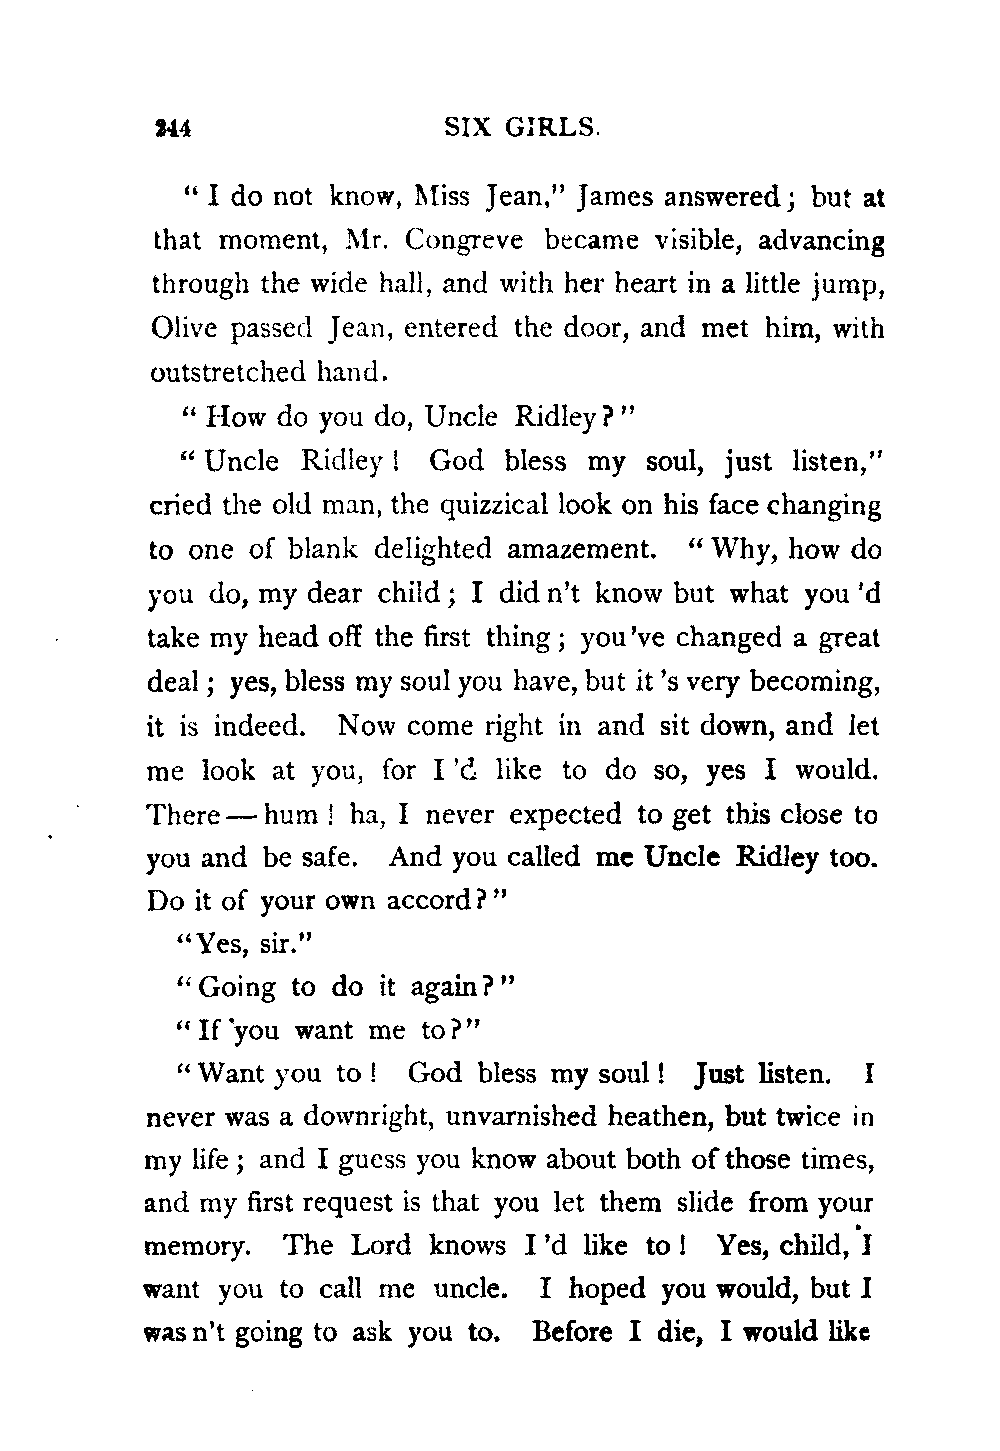 244 SIX GIRLS.
“ I do not know, Miss Jean,” James answered ; but at
that moment, Mr. Congreve became visible, advancing
through the wide hall, and with her heart in a little jump,
Olive passed Jean, entered the door, and met him, with
outstretched hand.
“ How do you do, Uncle Ridley ? ”
“ Uncle Ridley ! God bless my soul, just listen,”
cried the old man, the quizzical look on his face changing
to one of blank delighted amazement. “ Why, how do
you do, my dear child ; I did n't know but what you 'd
take my head off the first thing ; you 've changed a great
deal ; yes, bless my soul you have, but it 's very becoming,
it is indeed. Now come right in and sit down, and let
me look at you, for I 'd like to do so, yes I would.
There — hum ! ha, I never expected to get this close to
you and be safe. And you called me Uncle Ridley too.
Do it of your own accord ? ”
“ Yes, sir.”
“ Going to do it again ? ”
“ If you want me to ? ”
“ Want you to ! God bless my soul ! Just listen. I
never was a downright, unvarnished heathen, but twice in
my life ; and I guess you know about both of those times,
and my first request is that you let them slide from your
memory. The Lord knows I 'd like to ! Yes, child, I
want you to call me uncle. I hoped you would, but I
was n't going to ask you to. Before I die, I would like